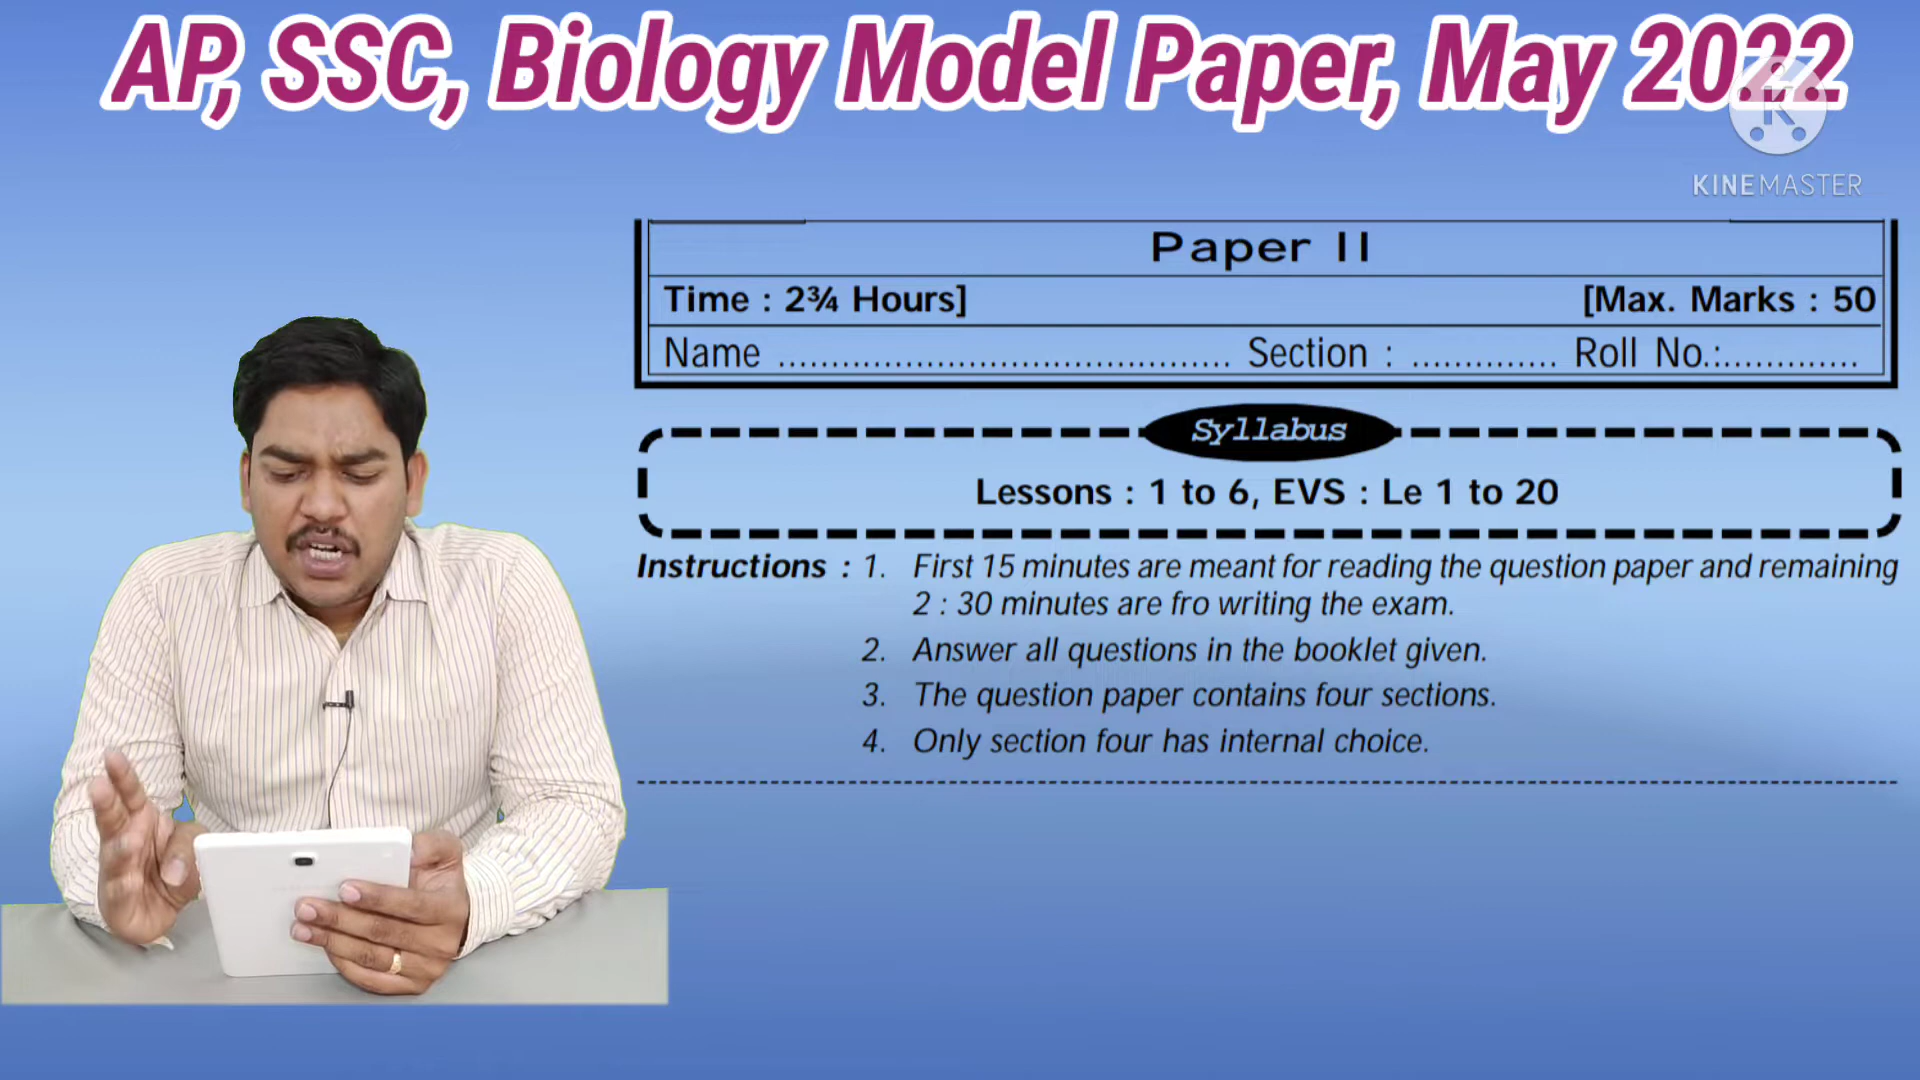 AP, SSC, Biology Model Paper, May 2022
KINEMASTER
Paper II
Time : 2¾ Hours] [Max. Marks : 50
Name .......................................... Section : .............. Roll No.:.............
Syllabus
Lessons : 1 to 6, EVS : Le 1 to 20
Instructions : 1. First 15 minutes are meant for reading the question paper and remaining
2 : 30 minutes are fro writing the exam.
2. Answer all questions in the booklet given.
3. The question paper contains four sections.
4. Only section four has internal choice.